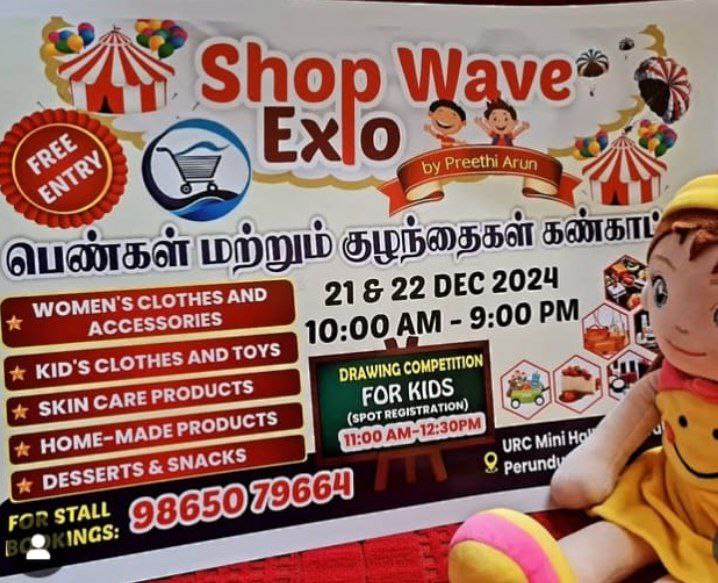 Shop Wave
Expo
by Preethi Arun
FREE
ENTRY
பெண்கள் மற்றும் குழந்தைகள்
WOMEN'S CLOTHES AND
ACCESSORIES
KID'S CLOTHES AND TOYS
SKIN CARE PRODUCTS
HOME-MADE PRODUCTS
DESSERTS & SNACKS
21 & 22 DEC 2024
10:00 AM - 9:00 PM
DRAWING COMPETITION
FOR KIDS
(SPOT REGISTRATION)
11:00 AM-12:30PM
URC Mini
FOR STALL
BOOKINGS: 98650 79664